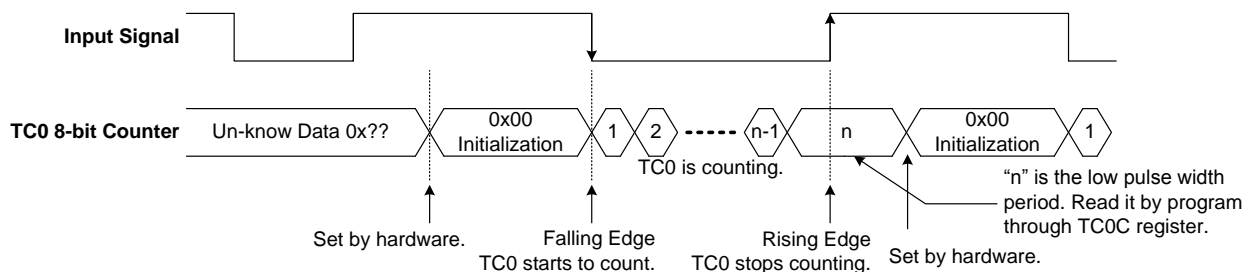 Input Signal
TC0 8-bit Counter
Un-know Data 0x??
0x00
Initialization
1
2
n-1
n
0x00
Initialization
1
TC0 is counting.
"n" is the low pulse width
period. Read it by program
through TC0C register.
Set by hardware.
Falling Edge
TC0 starts to count.
Rising Edge
TC0 stops counting.
Set by hardware.